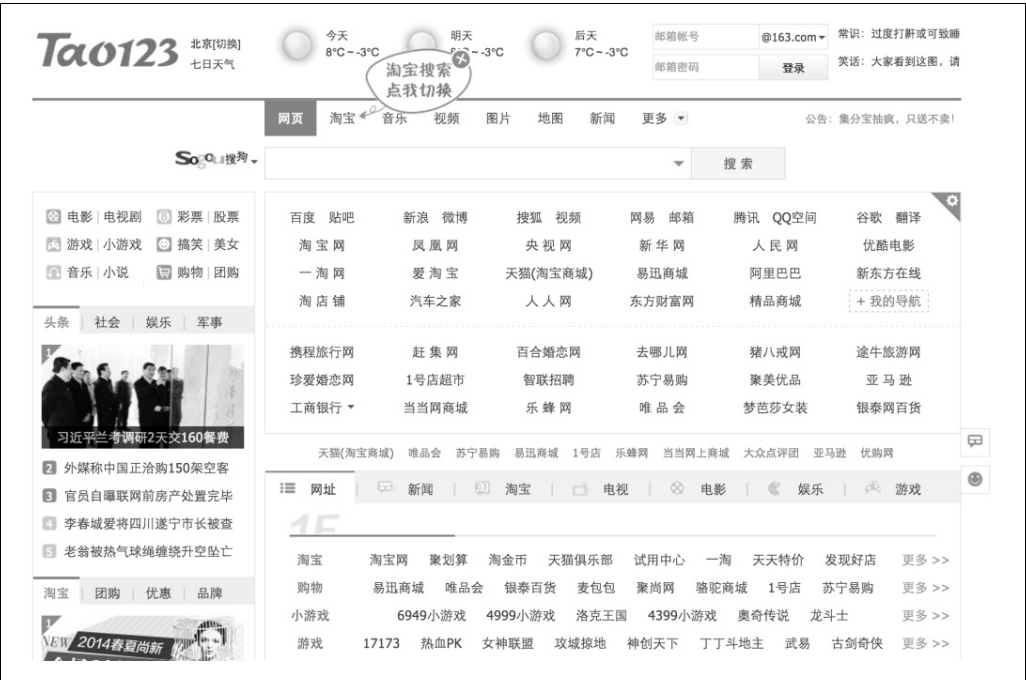 Tao123 北京[切换] 七日天气
今天 8°C~-3°C
明天 8°C~-3°C
后天 7°C~-3°C
邮箱帐号 @163.com
邮箱密码 登录
常识：过度打鼾或可致睡
笑话：大家看到这图，请
淘宝搜索
点我切换
网页 淘宝 音乐 视频 图片 地图 新闻 更多
公告：集分宝抽疯，只送不卖!
Sogou搜狗 搜索
电影 | 电视剧 彩票 | 股票
游戏 | 小游戏 搞笑 | 美女
音乐 | 小说 购物 | 团购
头条 | 社会 | 娱乐 | 军事
1
习近平兰考调研2天交160餐费
2 外媒称中国正洽购150架空客
3 官员自曝联网前房产处置完毕
4 李春城爱将四川遂宁市长被查
5 老翁被热气球绳缠绕升空坠亡
淘宝 | 团购 | 优惠 | 品牌
1
NEW 2014春夏尚新
百度 贴吧 新浪 微博 搜狐 视频 网易 邮箱 腾讯 QQ空间 谷歌 翻译
淘宝网 凤凰网 央视网 新华网 人民网 优酷电影
一淘网 爱淘宝 天猫(淘宝商城) 易迅商城 阿里巴巴 新东方在线
淘店铺 汽车之家 人人网 东方财富网 精品商城 + 我的导航
携程旅行网 赶集网 百合婚恋网 去哪儿网 猪八戒网 途牛旅游网
珍爱婚恋网 1号店超市 智联招聘 苏宁易购 聚美优品 亚马逊
工商银行 当当网商城 乐蜂网 唯品会 梦芭莎女装 银泰网百货
天猫(淘宝商城) 唯品会 苏宁易购 易迅商城 1号店 乐蜂网 当当网上商城 大众点评团 亚马逊 优购网
网址 | 新闻 | 淘宝 | 电视 | 电影 | 娱乐 | 游戏
1F
淘宝 淘宝网 聚划算 淘金币 天猫俱乐部 试用中心 一淘 天天特价 发现好店 更多 >>
购物 易迅商城 唯品会 银泰百货 麦包包 聚尚网 骆驼商城 1号店 苏宁易购 更多 >>
小游戏 6949小游戏 4999小游戏 洛克王国 4399小游戏 奥奇传说 龙斗士 更多 >>
游戏 17173 热血PK 女神联盟 攻城掠地 神创天下 丁丁斗地主 武易 古剑奇侠 更多 >>